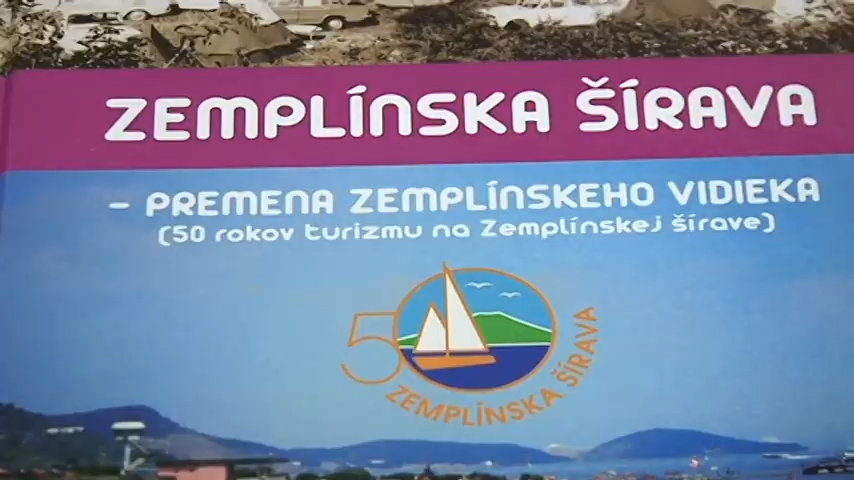 ZEMPLÍNSKA ŠÍRAVA
- PREMENA ZEMPLÍNSKEHO VIDIEKA
(50 rokov turizmu na Zemplínskej šírave)
50
ZEMPLÍNSKA ŠÍRAVA